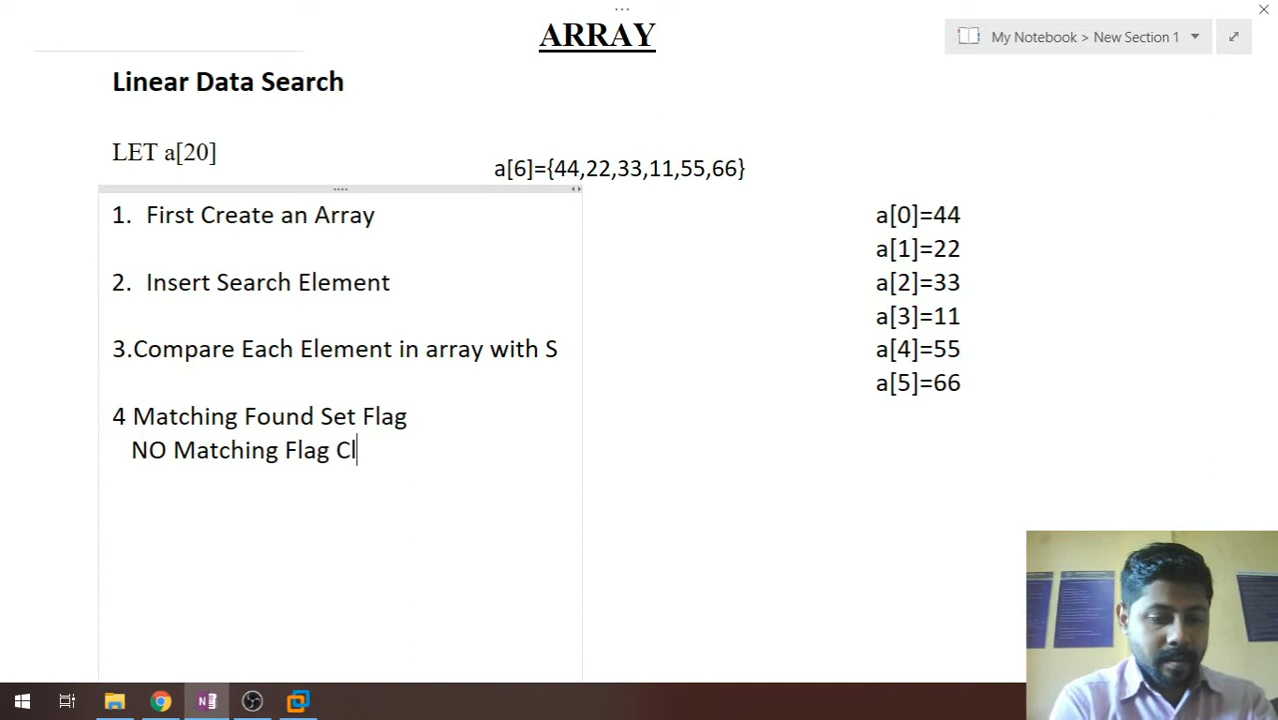 ARRAY
My Notebook > New Section 1
Linear Data Search
LET a[20]
a[6]={44,22,33,11,55,66}
1. First Create an Array
2. Insert Search Element
3.Compare Each Element in array with S
4 Matching Found Set Flag
NO Matching Flag Cl
a[0]=44
a[1]=22
a[2]=33
a[3]=11
a[4]=55
a[5]=66